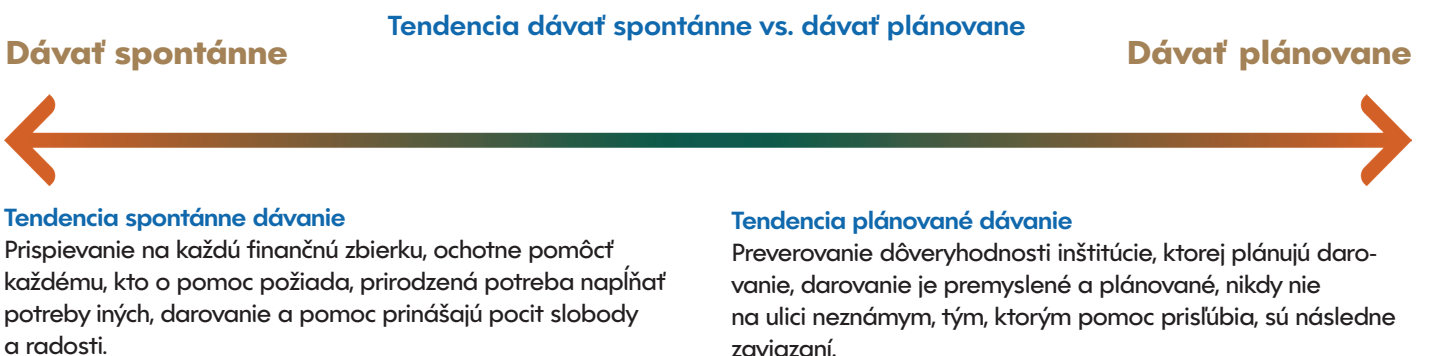 Tendencia dávať spontánne vs. dávať plánovane
Dávať spontánne
Dávať plánovane
Tendencia spontánne dávanie
Prispievanie na každú finančnú zbierku, ochotne pomôcť
každému, kto o pomoc požiada, prirodzená potreba napĺňať
potreby iných, darovanie a pomoc prinášajú pocit slobody
a radosti.
Tendencia plánované dávanie
Preverovanie dôveryhodnosti inštitúcie, ktorej plánujú daro-
vanie, darovanie je premyslené a plánované, nikdy nie
na ulici neznámym, tým, ktorým pomoc prisľúbia, sú následne
zaviazaní.